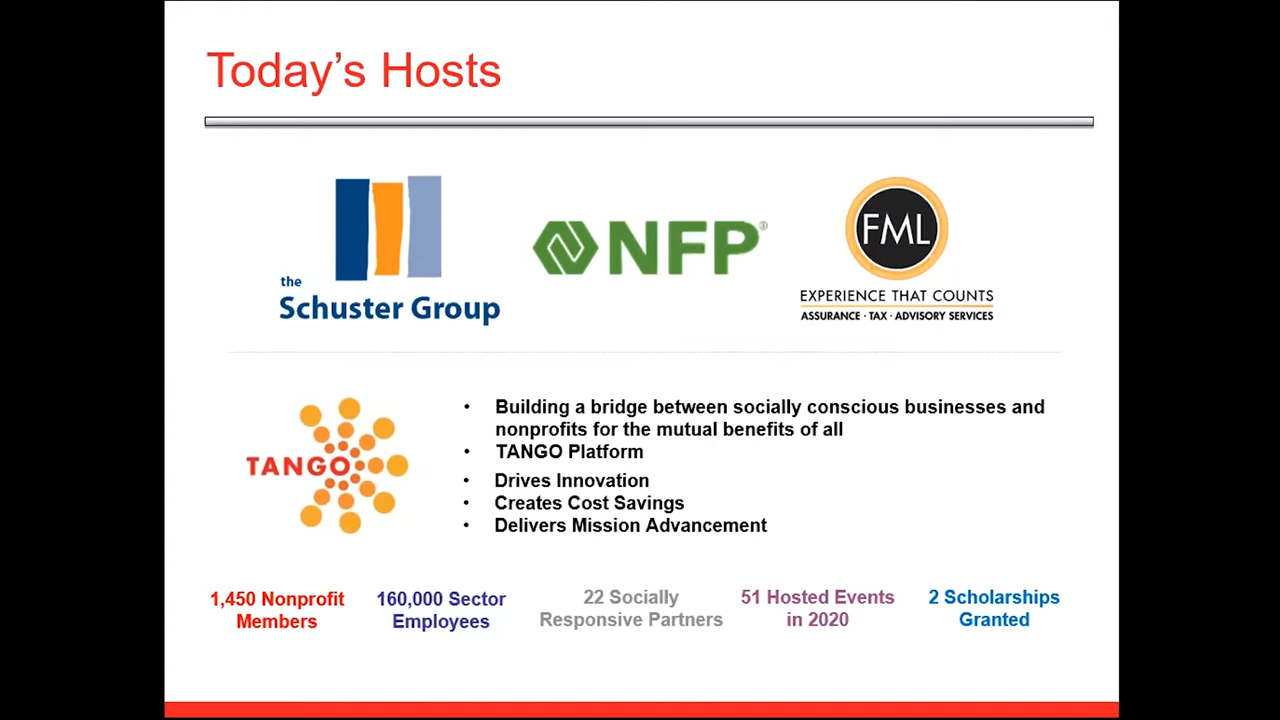 Today's Hosts
the
Schuster Group
NFP®
FML
EXPERIENCE THAT COUNTS
ASSURANCE · TAX · ADVISORY SERVICES
TANGO
• Building a bridge between socially conscious businesses and
nonprofits for the mutual benefits of all
• TANGO Platform
• Drives Innovation
• Creates Cost Savings
• Delivers Mission Advancement
1,450 Nonprofit
Members
160,000 Sector
Employees
22 Socially
Responsive Partners
51 Hosted Events
in 2020
2 Scholarships
Granted